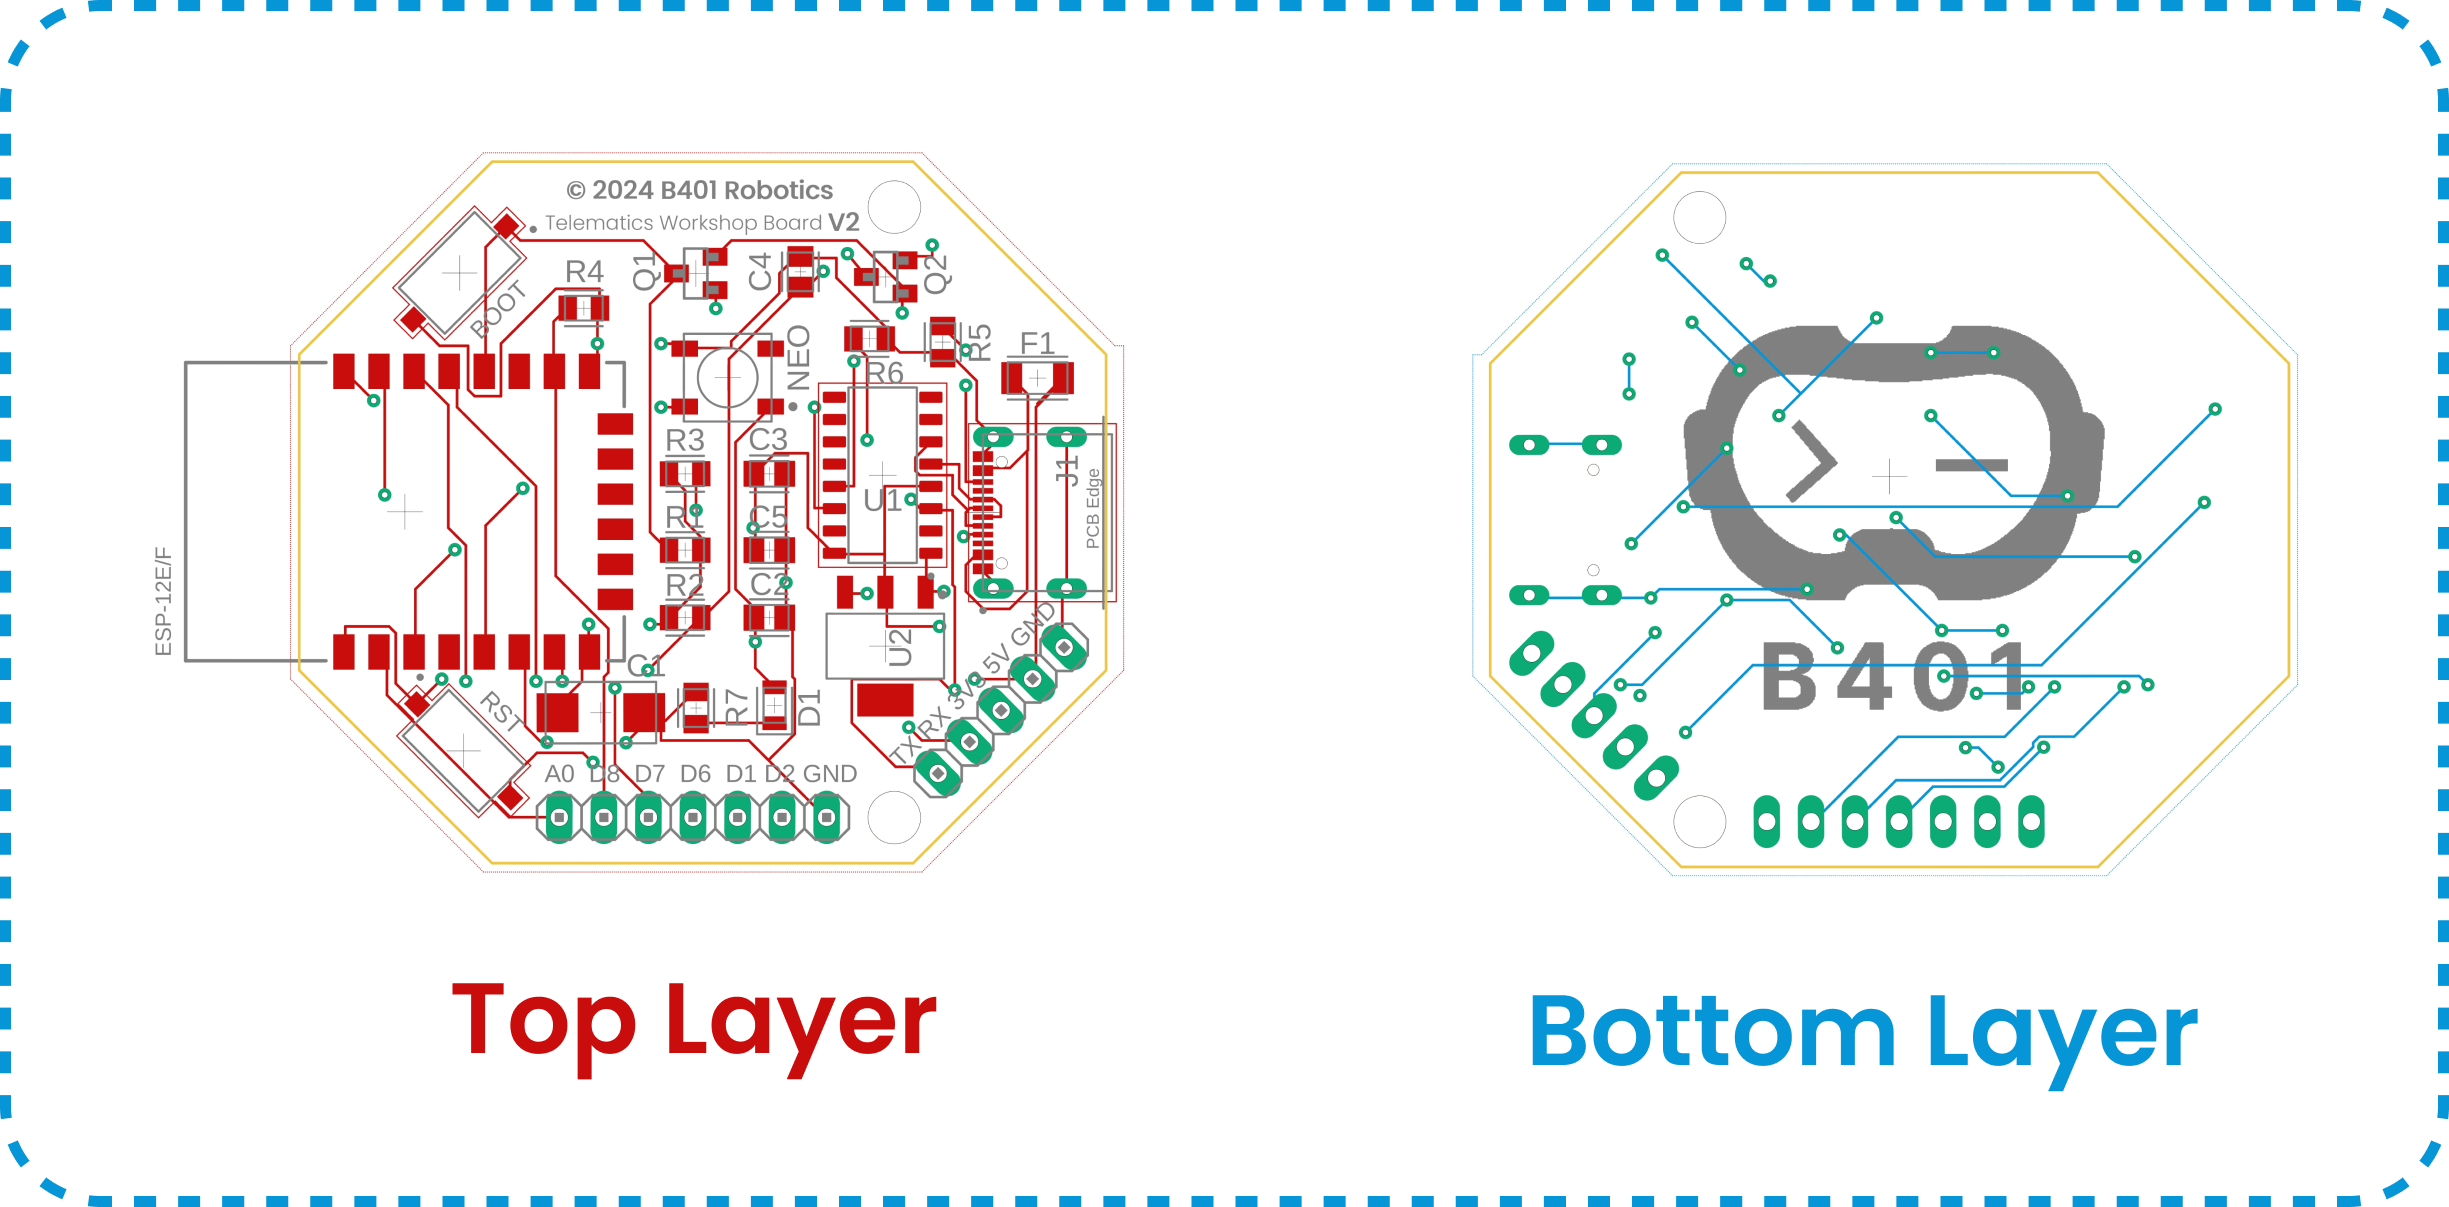 © 2024 B401 Robotics
Telematics Workshop Board V2
BOOT
R4
Q1
C4
Q2
NEO
R5
F1
R6
R3
C3
U1
J1
PCB Edge
R1
C5
R2
C2
ESP-12E/F
U2
C1
RST
R7
D1
TX RX 3V3 5V GND
A0 D8 D7 D6 D1 D2 GND
Top Layer
B401
Bottom Layer